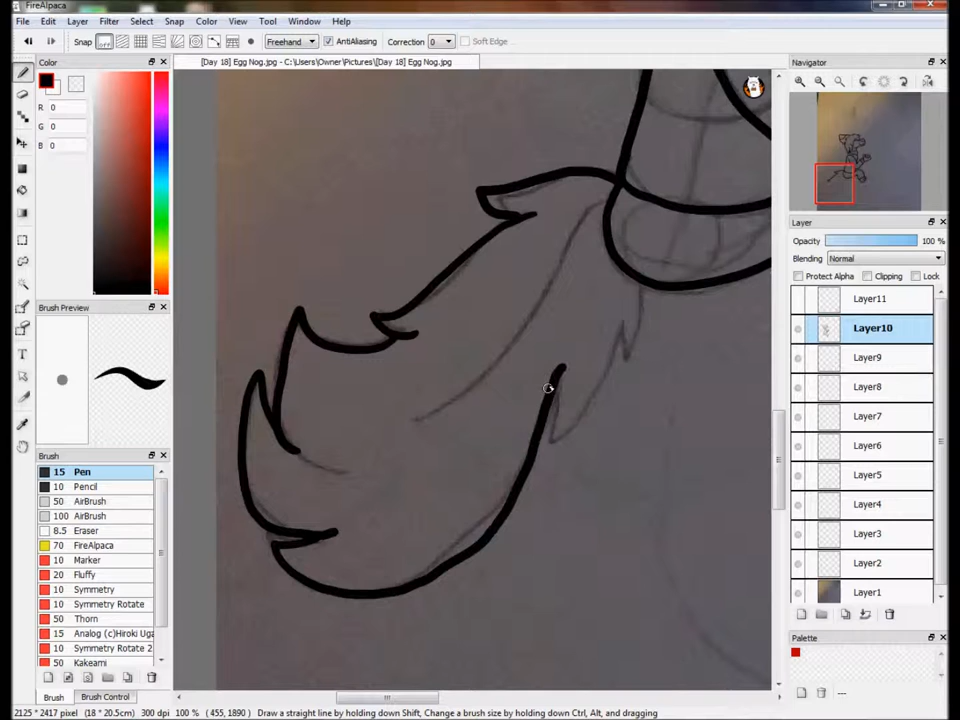 FireAlpaca
File Edit Layer Filter Select Snap Color View Tool Window Help
Snap off Freehand AntiAliasing Correction 0 Soft Edge
Color
R 0
G 0
B 0
Brush Preview
Brush
15 Pen
10 Pencil
50 AirBrush
100 AirBrush
8.5 Eraser
70 FireAlpaca
10 Marker
20 Fluffy
10 Symmetry
10 Symmetry Rotate
50 Thorn
15 Analog (c)Hiroki Uga
10 Symmetry Rotate 2
50 Kakeami
Brush Brush Control
[Day 18] Egg Nog.jpg - C:\Users\Owner\Pictures\[Day 18] Egg Nog.jpg
Navigator
Layer
Opacity 100 %
Blending Normal
Protect Alpha Clipping Lock
Layer11
Layer10
Layer9
Layer8
Layer7
Layer6
Layer5
Layer4
Layer3
Layer2
Layer1
Palette
---
2125 * 2417 pixel (18 * 20.5cm) 300 dpi 100 % (455, 1890) Draw a straight line by holding down Shift, Change a brush size by holding down Ctrl, Alt, and dragging